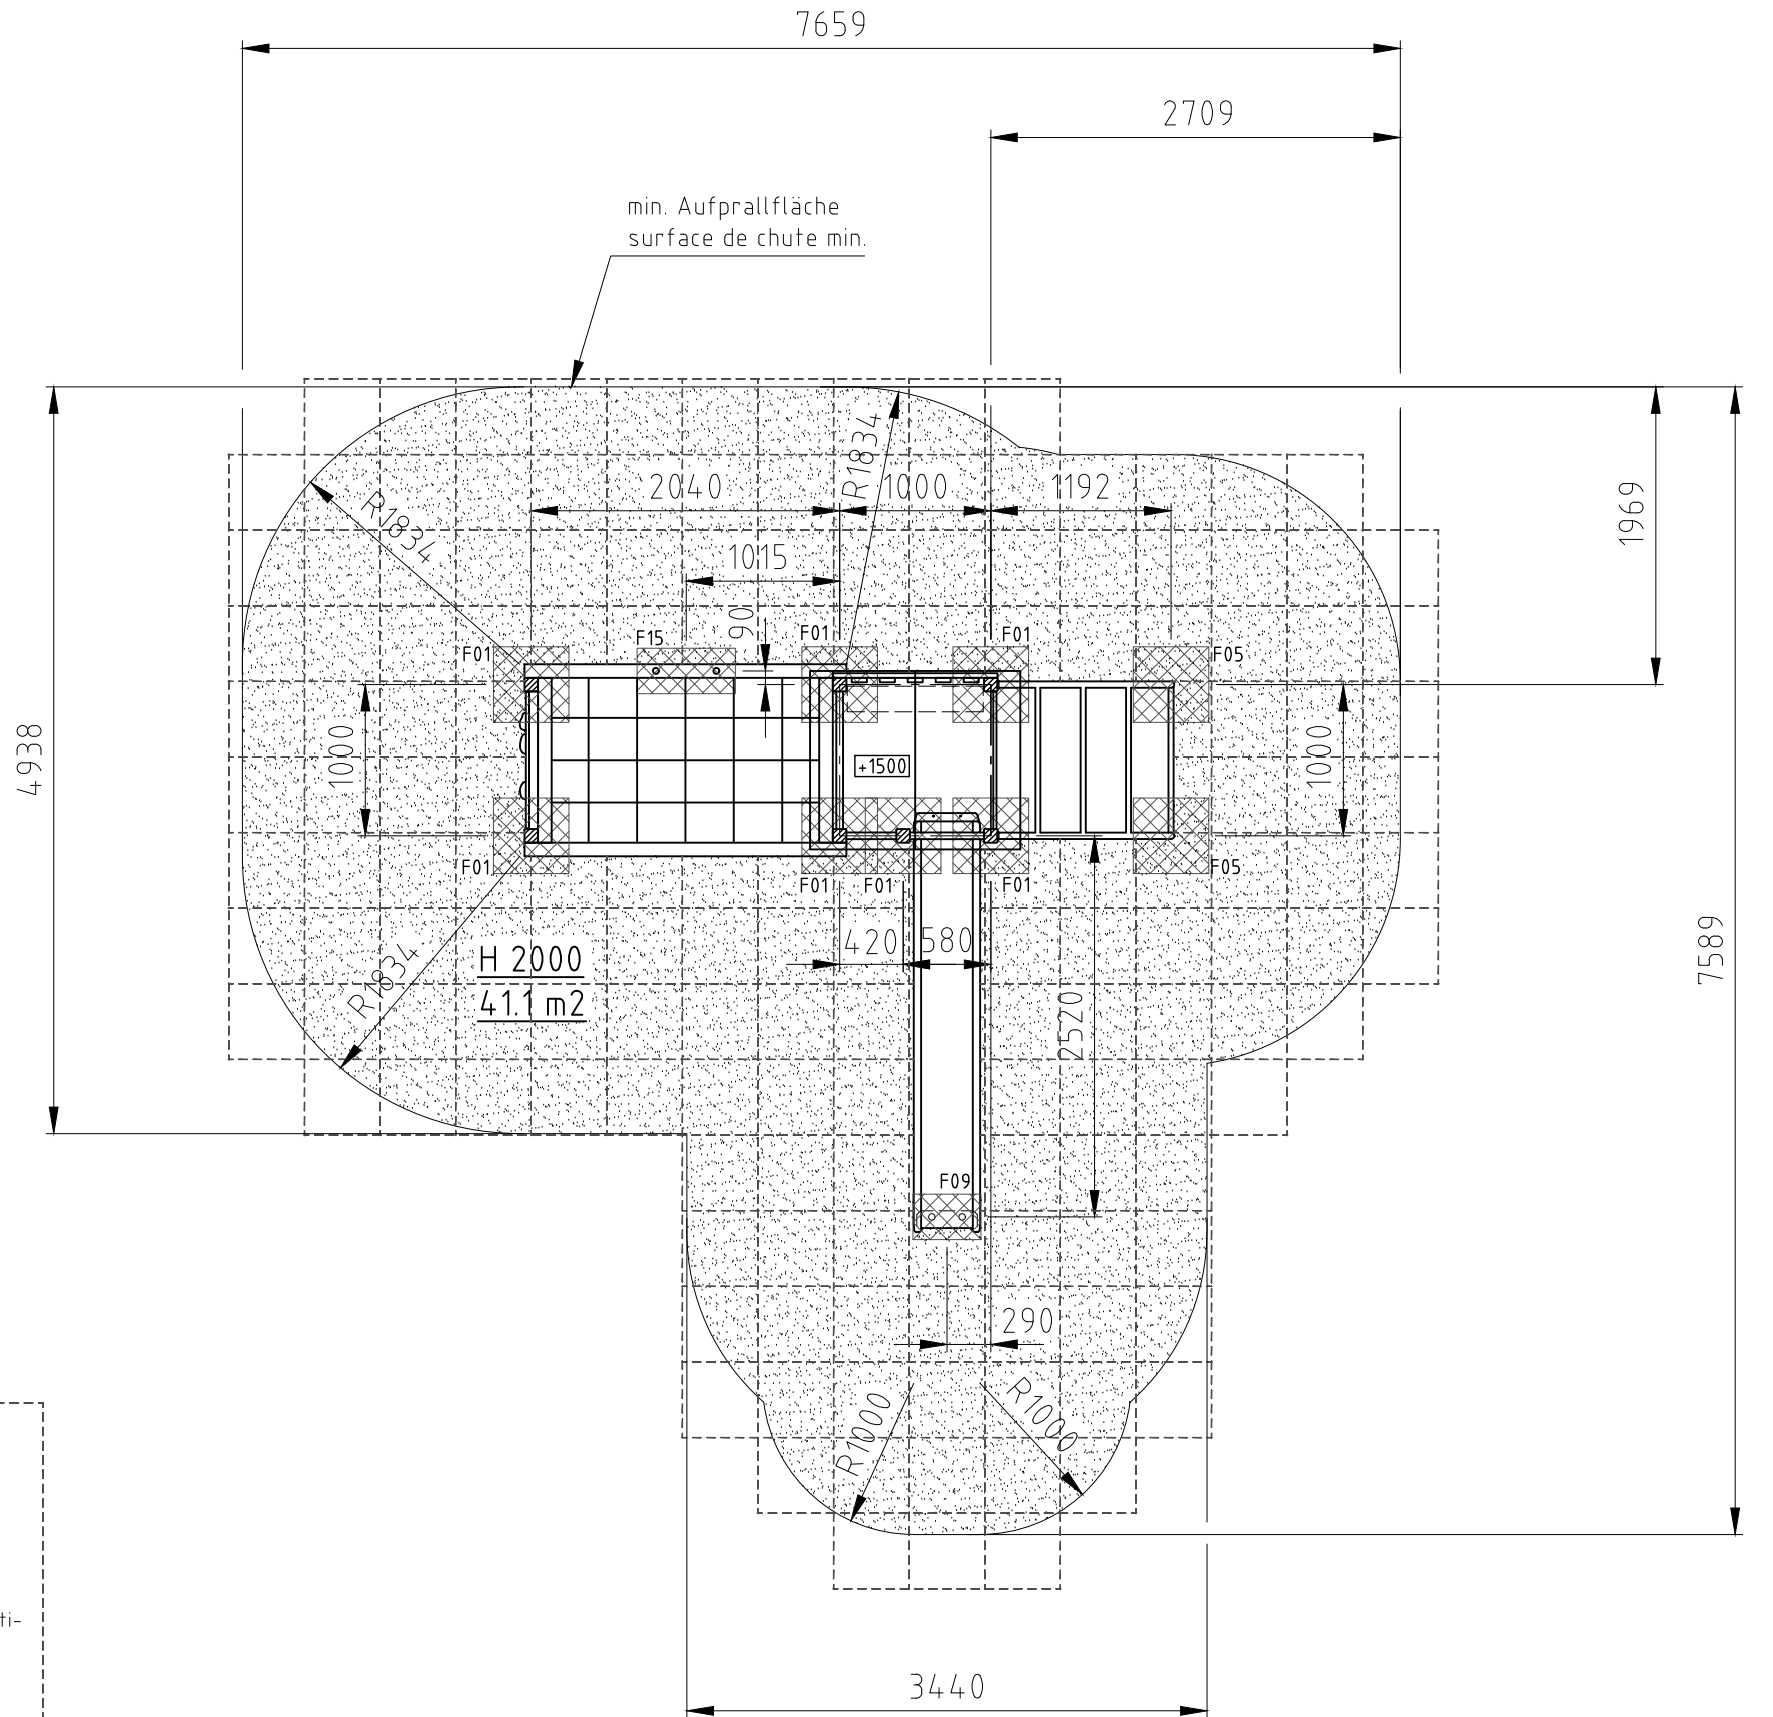 7659
2709
min. Aufprallfläche
surface de chute min.
R1834
R1834
2040
1000
1192
1969
1015
90
F15
F01
F01
F01
F05
4938
1000
+1500
1000
7589
F01
F01
F01
F01
F05
R1834
H 2000
41.1 m2
420
580
2520
F09
290
R1000
R1000
ti-
3440